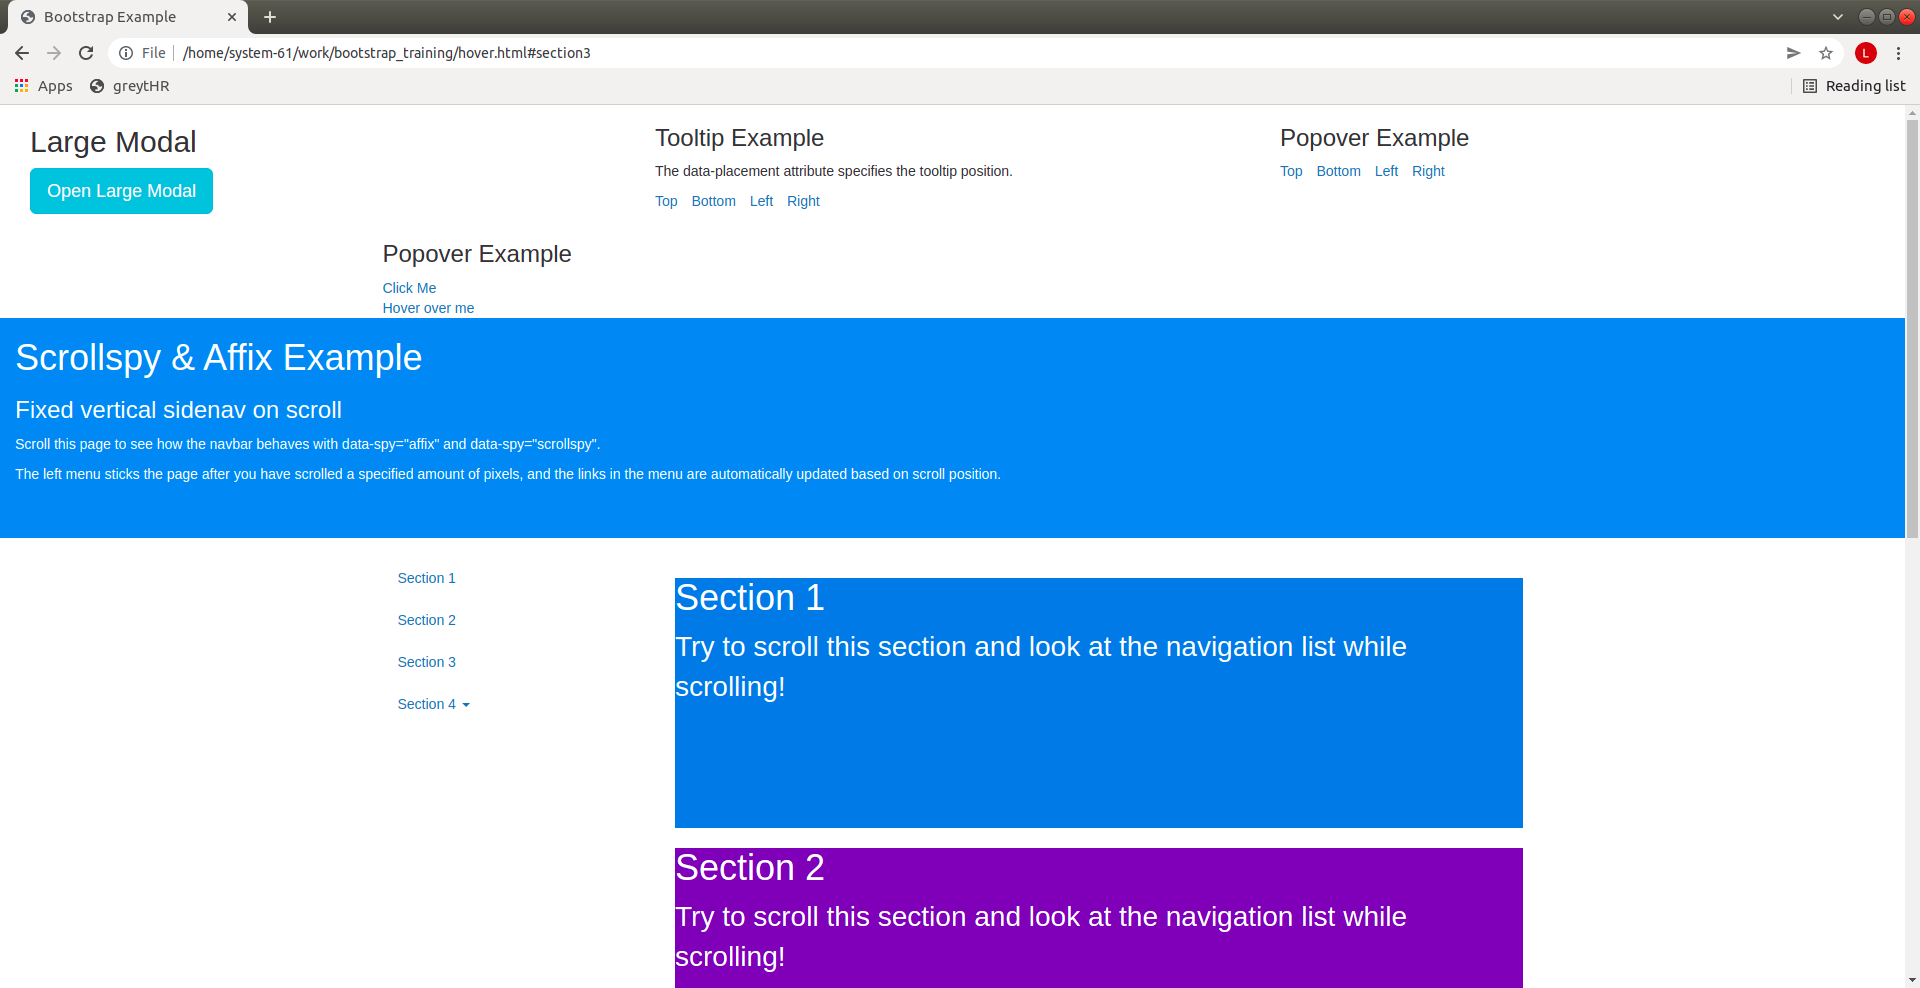 Bootstrap Example
File
/home/system-61/work/bootstrap_training/hover.html#section3
L
Apps
greytHR
Reading list
Large Modal
Open Large Modal
Tooltip Example
The data-placement attribute specifies the tooltip position.
Top Bottom Left Right
Popover Example
Top Bottom Left Right
Popover Example
Click Me
Hover over me
Scrollspy & Affix Example
Fixed vertical sidenav on scroll
Scroll this page to see how the navbar behaves with data-spy="affix" and data-spy="scrollspy".
The left menu sticks the page after you have scrolled a specified amount of pixels, and the links in the menu are automatically updated based on scroll position.
Section 1
Section 2
Section 3
Section 4
Section 1
Try to scroll this section and look at the navigation list while
scrolling!
Section 2
Try to scroll this section and look at the navigation list while
scrolling!